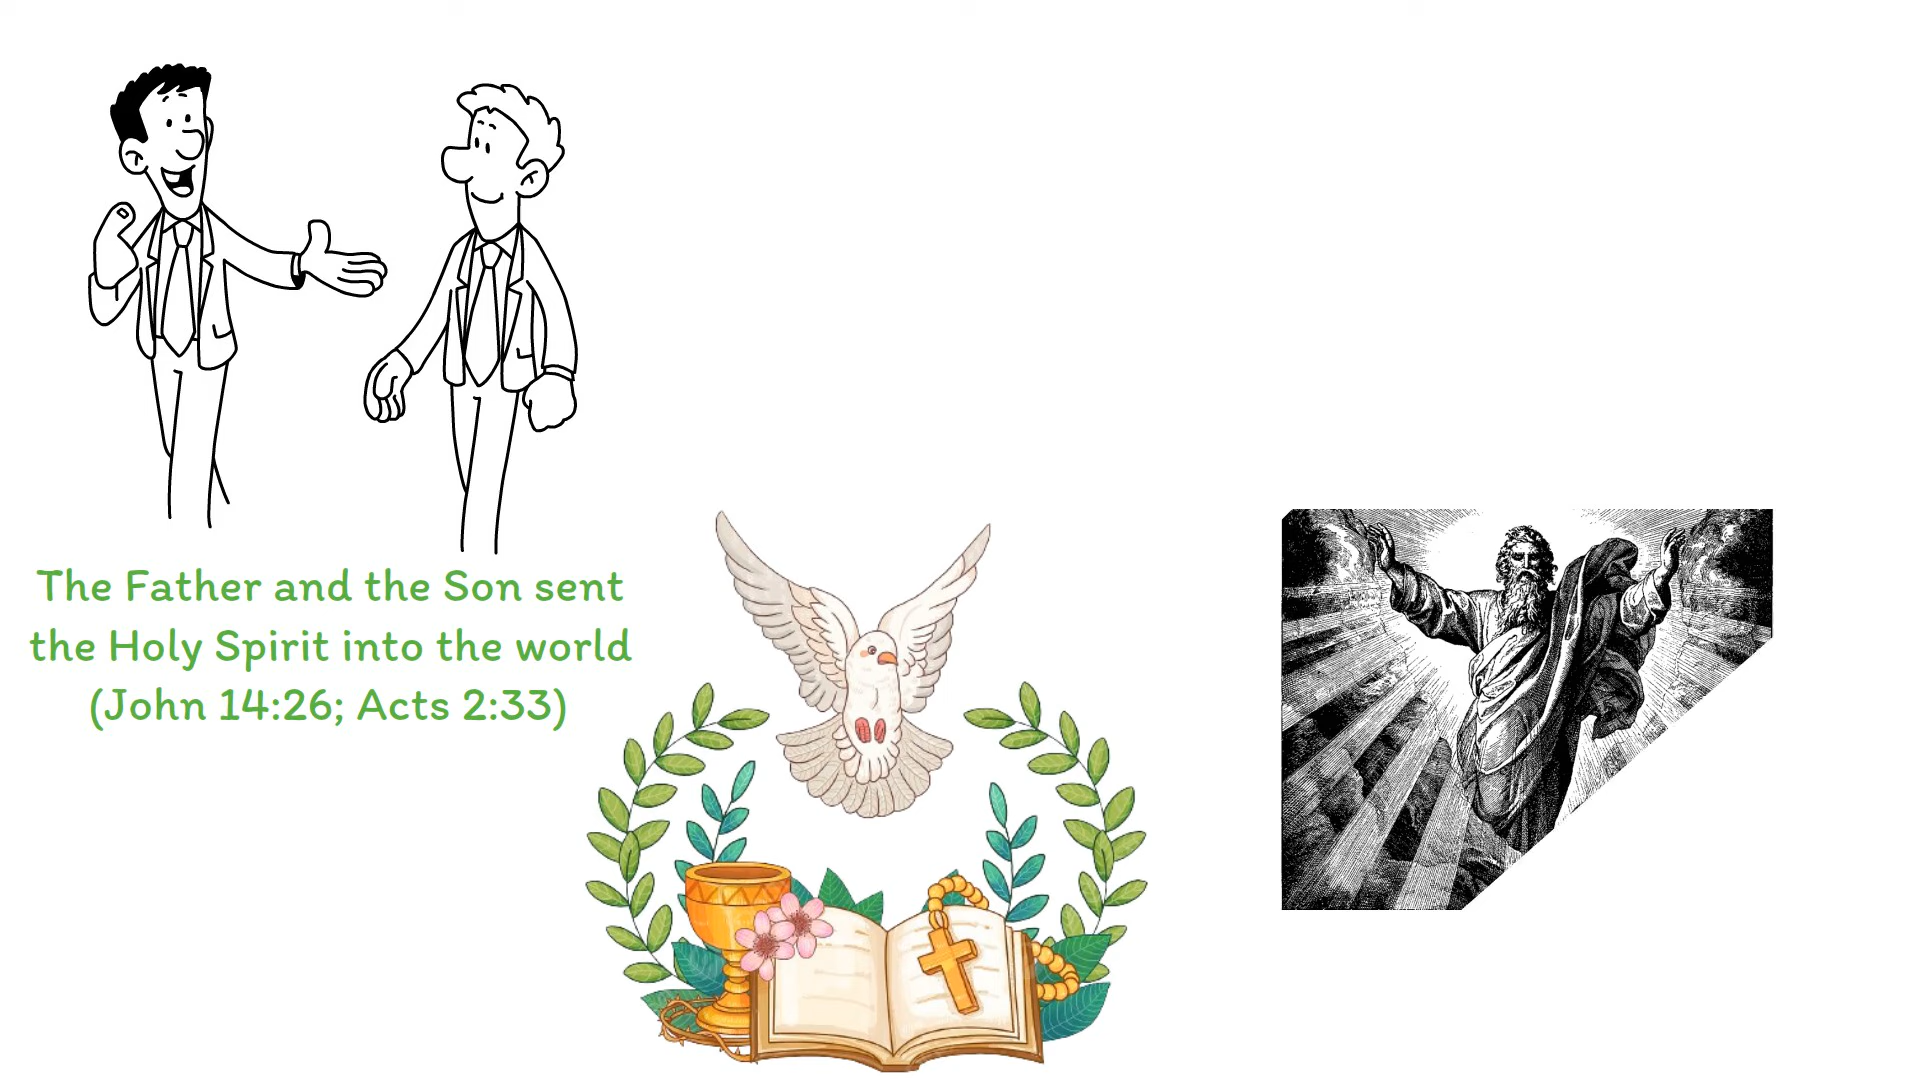 The Father and the Son sent
the Holy Spirit into the world
(John 14:26; Acts 2:33)